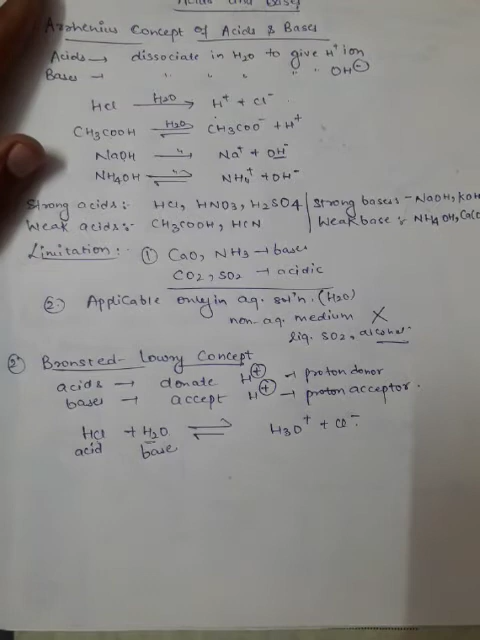 Acids and Bases
Arrhenius Concept of Acids & Bases
Acids → dissociate in H2O to give H+ ion
Bases → " " " " " OH⊖
HCl —H2O→ H+ + Cl-
CH3COOH ⇌H2O CH3COO- + H+
NaOH —"→ Na+ + OH-
NH4OH ⇌" NH4+ + OH-
Strong acids:- HCl, HNO3, H2SO4 | Strong bases - NaOH, KOH
Weak acids:- CH3COOH, HCN | Weak base :- NH4OH,
Limitation:- ① CaO, NH3 → base
CO2, SO2 → acidic
② Applicable only in aq. sol'n. (H2O)
non-aq. medium X
liq. SO2, alcohol
② Bronsted-Lowry Concept
acids → donate H⊕ → proton donor
bases → accept H⊕ → proton acceptor.
HCl + H2O ⇌ H3O+ + Cl-
acid base